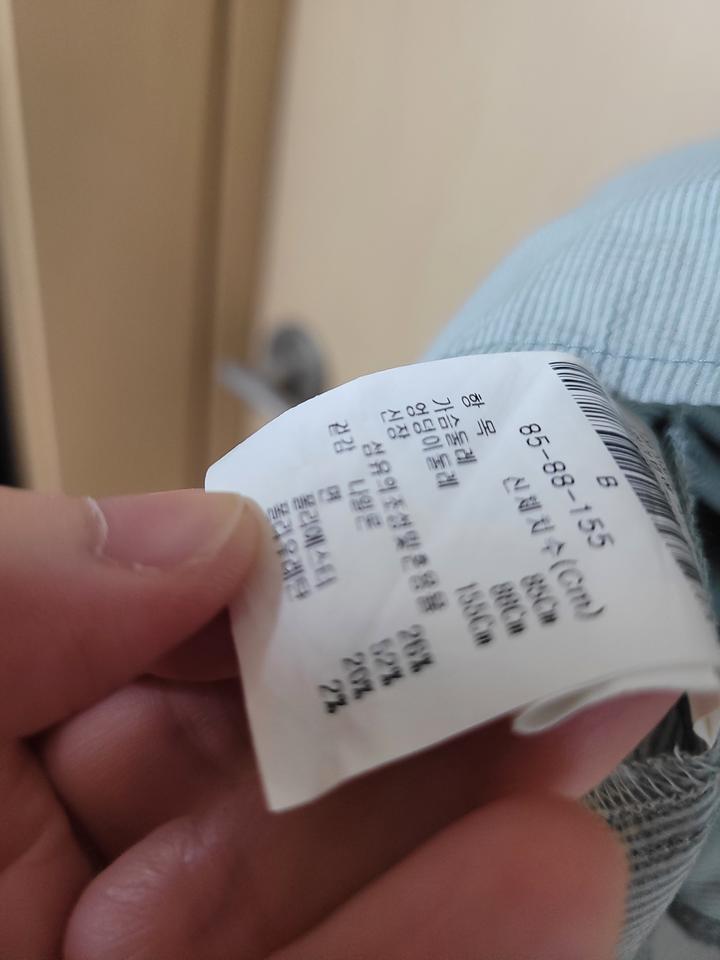 B
85-88-155
항 목 신체치수(Cm)
가슴둘레 85Cm
엉덩이둘레 88Cm
신장 155Cm
섬유의조성및혼용률
겉감 나일론 26%
면 52%
폴리에스터 20%
폴리우레탄 2%